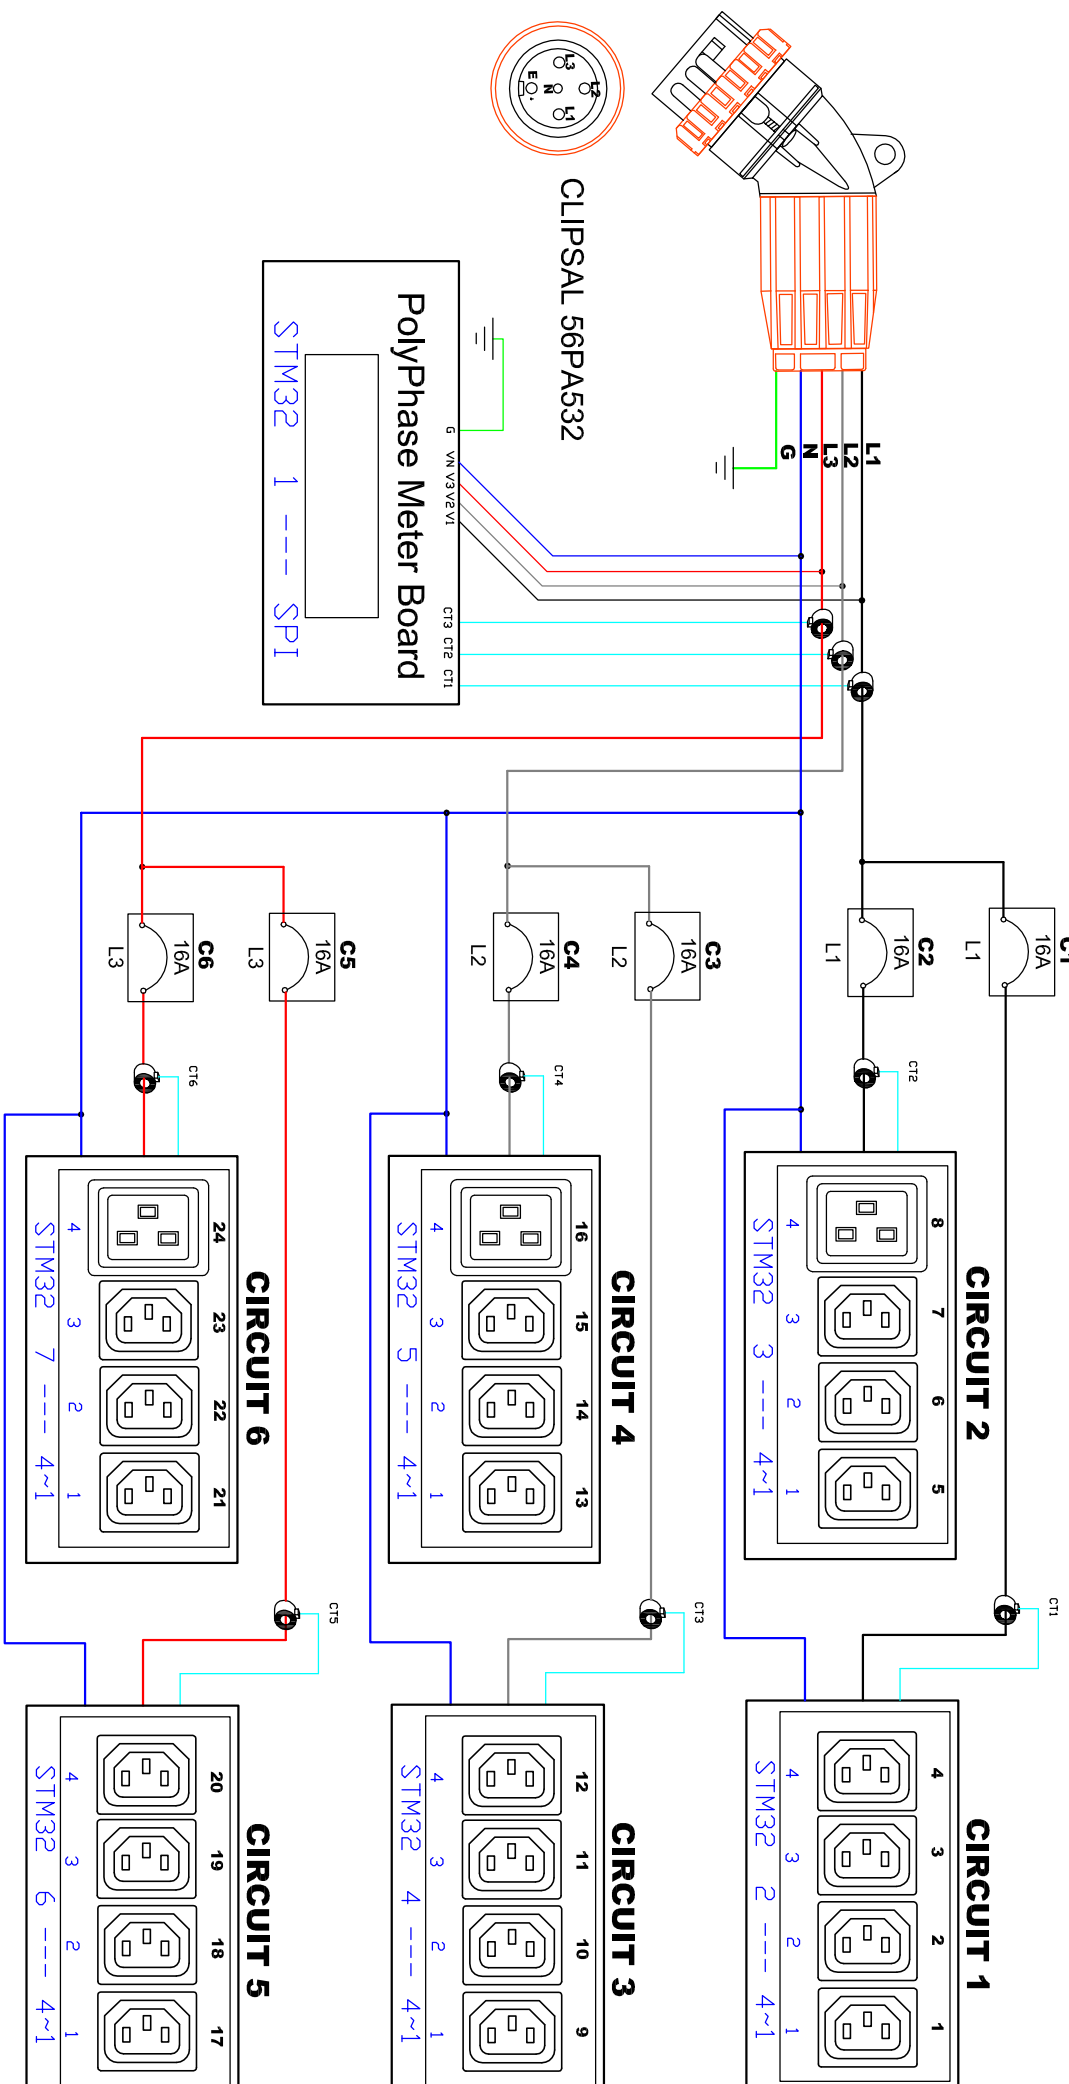 L3
L2
E
N
L1
CLIPSAL 56PA532
L1
L2
L3
N
G
PolyPhase Meter Board
STM32 1 --- SPI
G
VN
V3
V2
V1
CT3
CT2
CT1
C1
16A
L1
C2
16A
L1
C3
16A
L2
C4
16A
L2
C5
16A
L3
C6
16A
L3
CT2
CT4
CT6
CIRCUIT 2
8 7 6 5
4 3 2 1
STM32 3 --- 4~1
CIRCUIT 4
16 15 14 13
4 3 2 1
STM32 5 --- 4~1
CIRCUIT 6
24 23 22 21
4 3 2 1
STM32 7 --- 4~1
CT1
CT3
CT5
CIRCUIT 1
4 3 2 1
4 3 2 1
STM32 2 --- 4~1
CIRCUIT 3
12 11 10 9
4 3 2 1
STM32 4 --- 4~1
CIRCUIT 5
20 19 18 17
4 3 2 1
STM32 6 --- 4~1